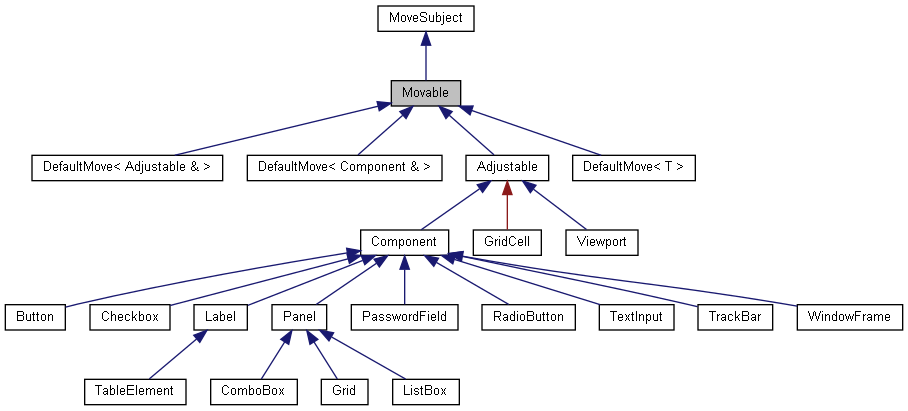 MoveSubject
Movable
DefaultMove< Adjustable & >
DefaultMove< Component & >
Adjustable
DefaultMove< T >
Component
GridCell
Viewport
Button
Checkbox
Label
Panel
PasswordField
RadioButton
TextInput
TrackBar
WindowFrame
TableElement
ComboBox
Grid
ListBox